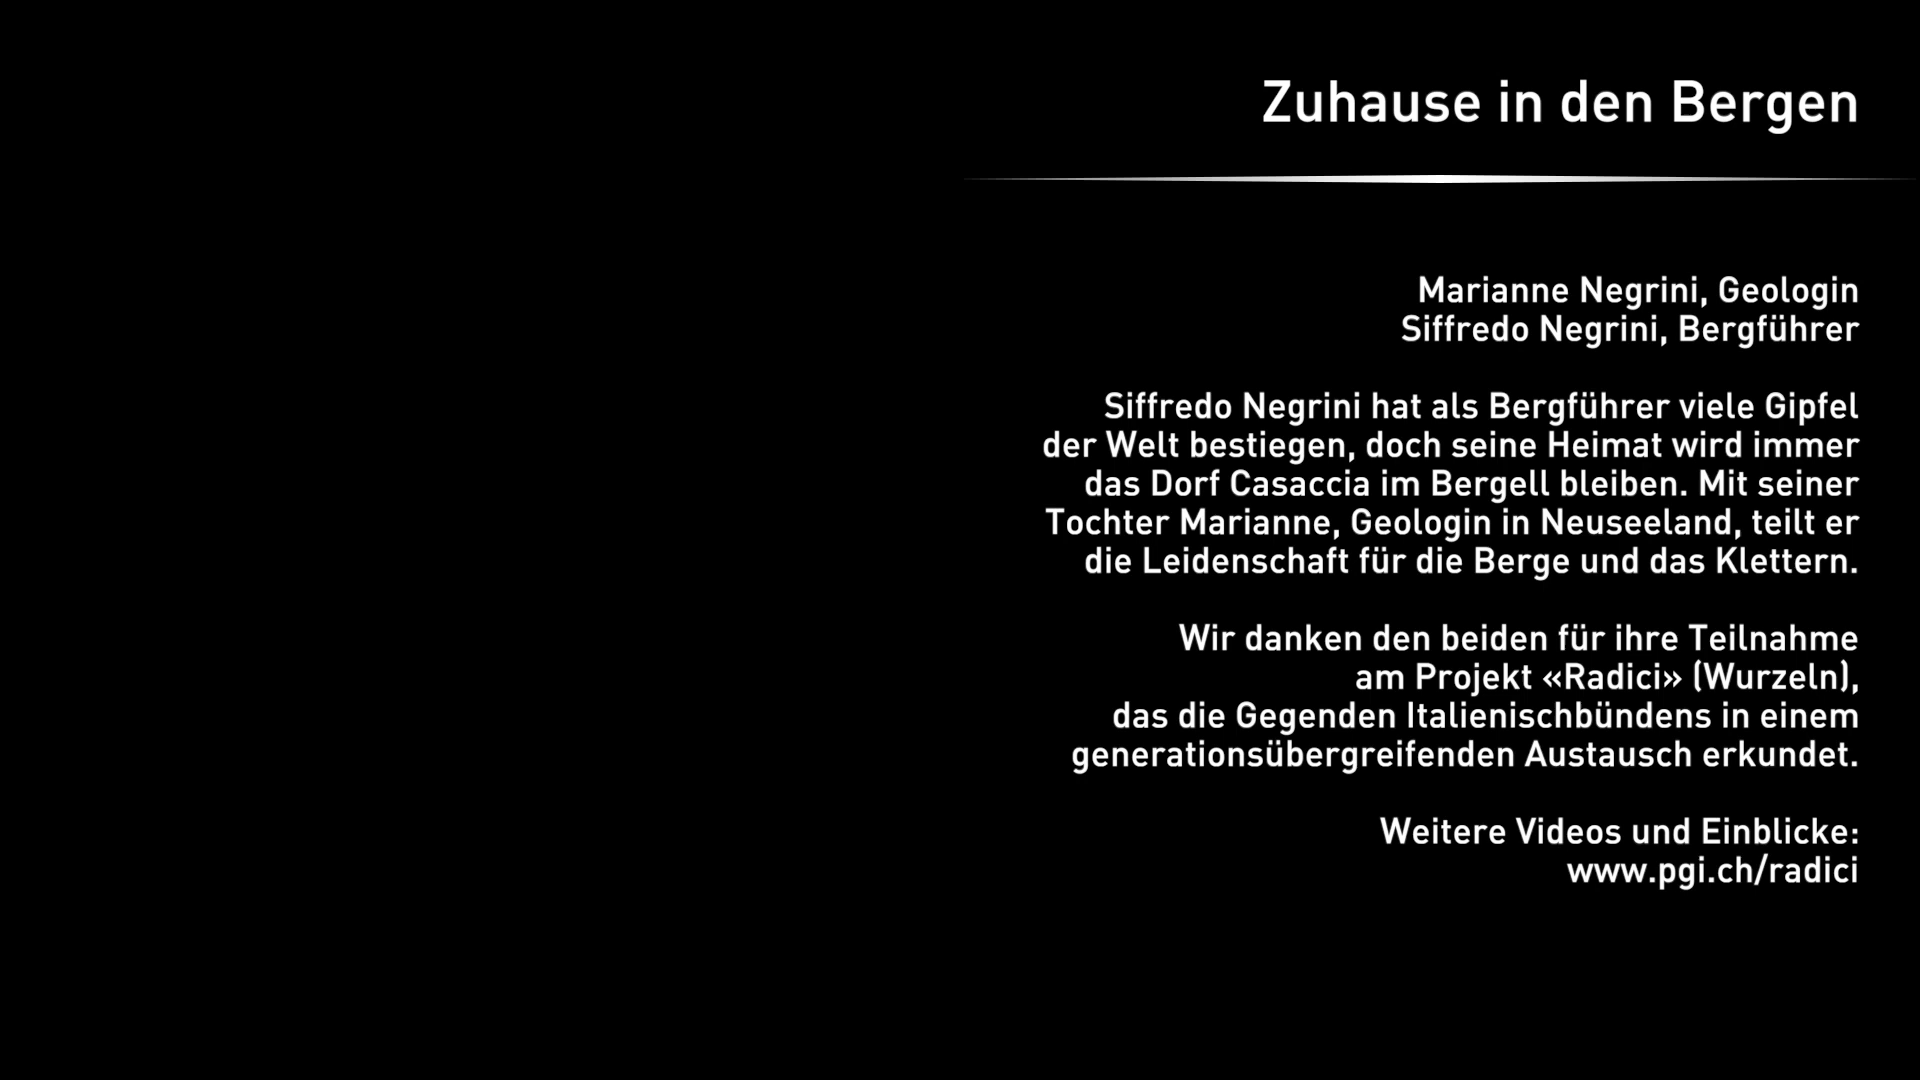 Zuhause in den Bergen
Marianne Negrini, Geologin
Siffredo Negrini, Bergführer
Siffredo Negrini hat als Bergführer viele Gipfel
der Welt bestiegen, doch seine Heimat wird immer
das Dorf Casaccia im Bergell bleiben. Mit seiner
Tochter Marianne, Geologin in Neuseeland, teilt er
die Leidenschaft für die Berge und das Klettern.
Wir danken den beiden für ihre Teilnahme
am Projekt «Radici» (Wurzeln),
das die Gegenden Italienischbündens in einem
generationsübergreifenden Austausch erkundet.
Weitere Videos und Einblicke:
www.pgi.ch/radici